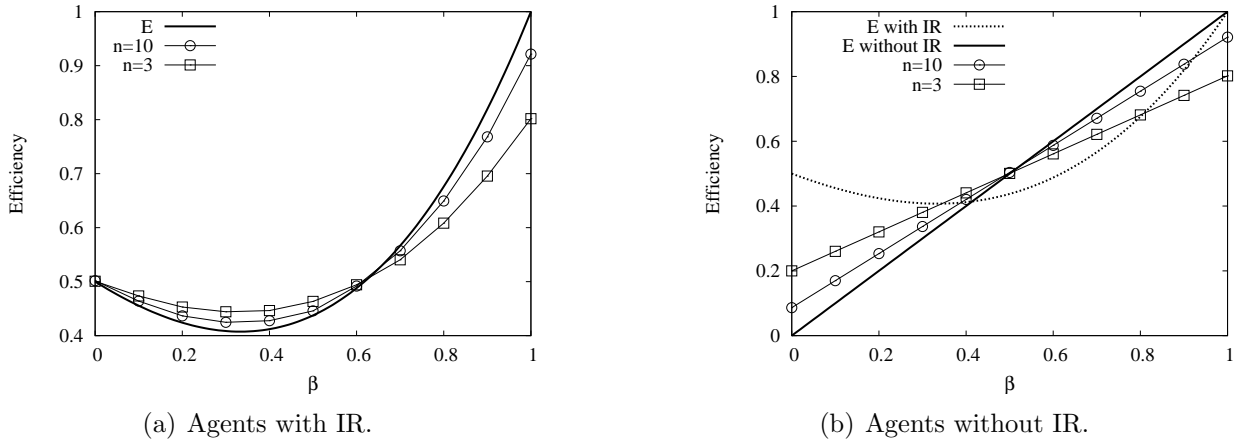 E
n=10
n=3
Efficiency
1
0.9
0.8
0.7
0.6
0.5
0.4
0 0.2 0.4 0.6 0.8 1
β
(a) Agents with IR.
E with IR
E without IR
n=10
n=3
Efficiency
1
0.8
0.6
0.4
0.2
0
0 0.2 0.4 0.6 0.8 1
β
(b) Agents without IR.